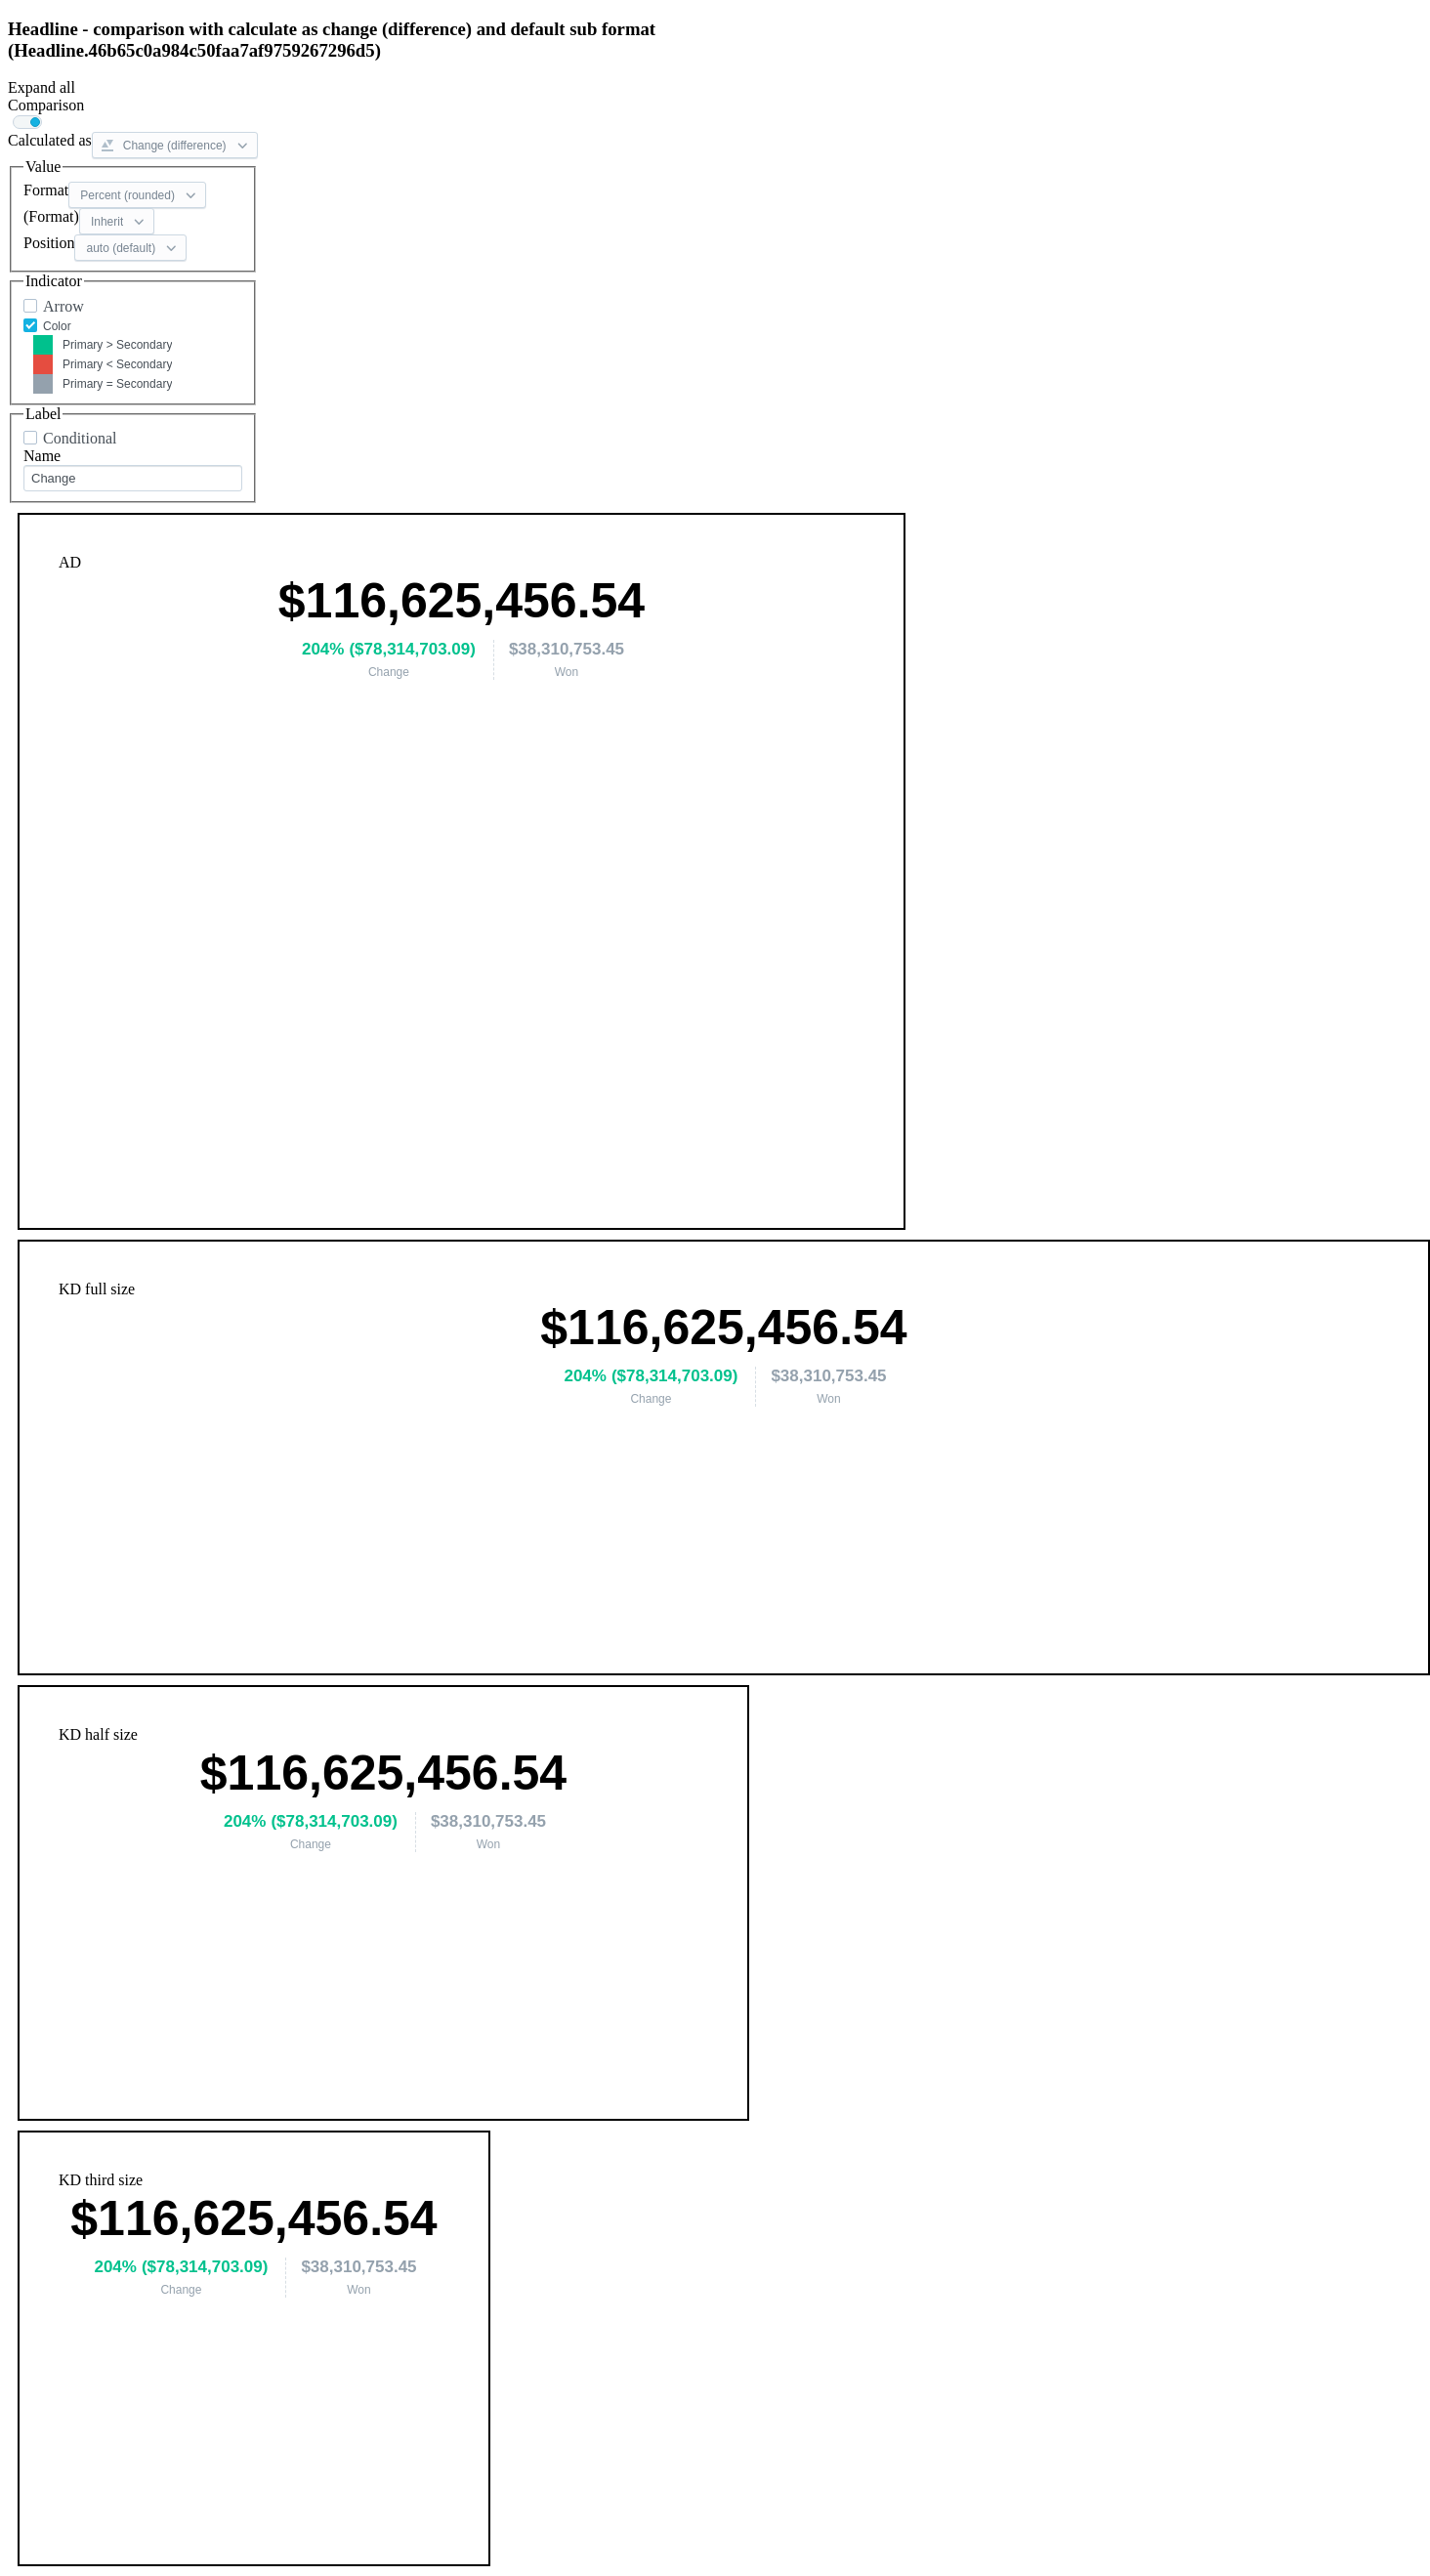 Headline - comparison with calculate as change (difference) and default sub format
(Headline.46b65c0a984c50faa7af9759267296d5)
Expand all
Comparison
Calculated as Change (difference)
Value
Format Percent (rounded)
(Format) Inherit
Position auto (default)
Indicator
Arrow
Color
Primary > Secondary
Primary < Secondary
Primary = Secondary
Label
Conditional
Name
Change
AD
$116,625,456.54
204% ($78,314,703.09) $38,310,753.45
Change Won
KD full size
$116,625,456.54
204% ($78,314,703.09) $38,310,753.45
Change Won
KD half size
$116,625,456.54
204% ($78,314,703.09) $38,310,753.45
Change Won
KD third size
$116,625,456.54
204% ($78,314,703.09) $38,310,753.45
Change Won